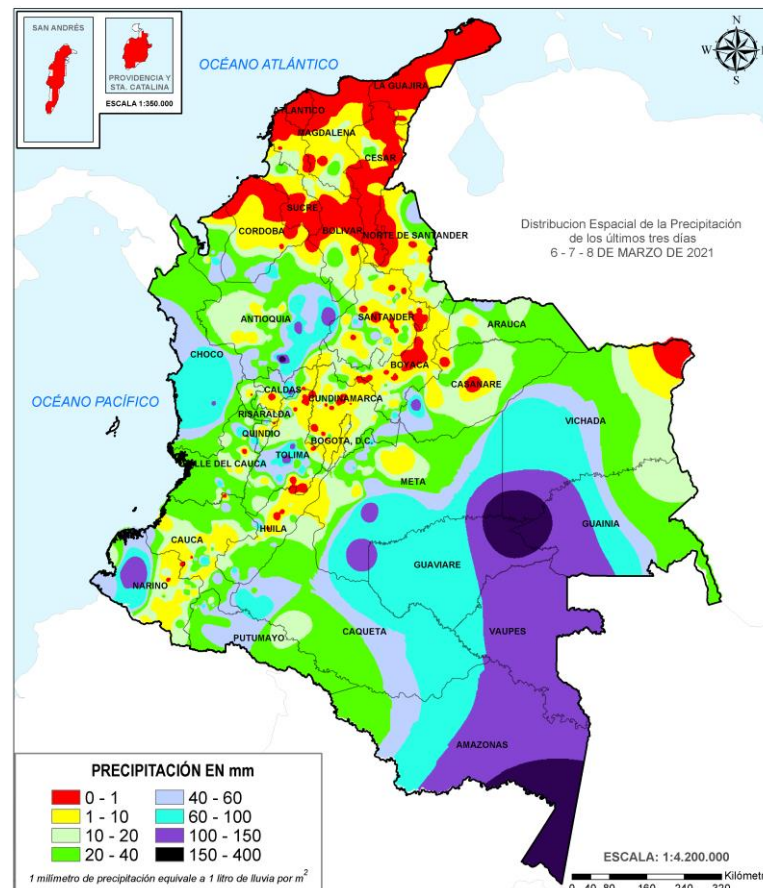 SAN ANDRÉS
PROVIDENCIA Y
STA. CATALINA
ESCALA 1:350.000
OCÉANO ATLÁNTICO
N
W
S
LA GUAJIRA
ATLANTICO
MAGDALENA
CESAR
SUCRE
CORDOBA
BOLIVAR
NORTE DE SANTANDER
Distribucion Espacial de la Precipitación
de los últimos tres días
6 - 7 - 8 DE MARZO DE 2021
ANTIOQUIA
SANTANDER
ARAUCA
CHOCO
BOYACA
CASANARE
OCÉANO PACÍFICO
CALDAS
CUNDINAMARCA
RISARALDA
VICHADA
QUINDIO
BOGOTA, D.C.
TOLIMA
VALLE DEL CAUCA
META
HUILA
GUAINIA
CAUCA
GUAVIARE
NARIÑO
VAUPES
CAQUETA
PUTUMAYO
AMAZONAS
PRECIPITACIÓN EN mm
0 - 1
1 - 10
10 - 20
20 - 40
40 - 60
60 - 100
100 - 150
150 - 400
1 milímetro de precipitación equivale a 1 litro de lluvia por m²
ESCALA: 1:4.200.000
Kilóme
0 40 80 160 240 320